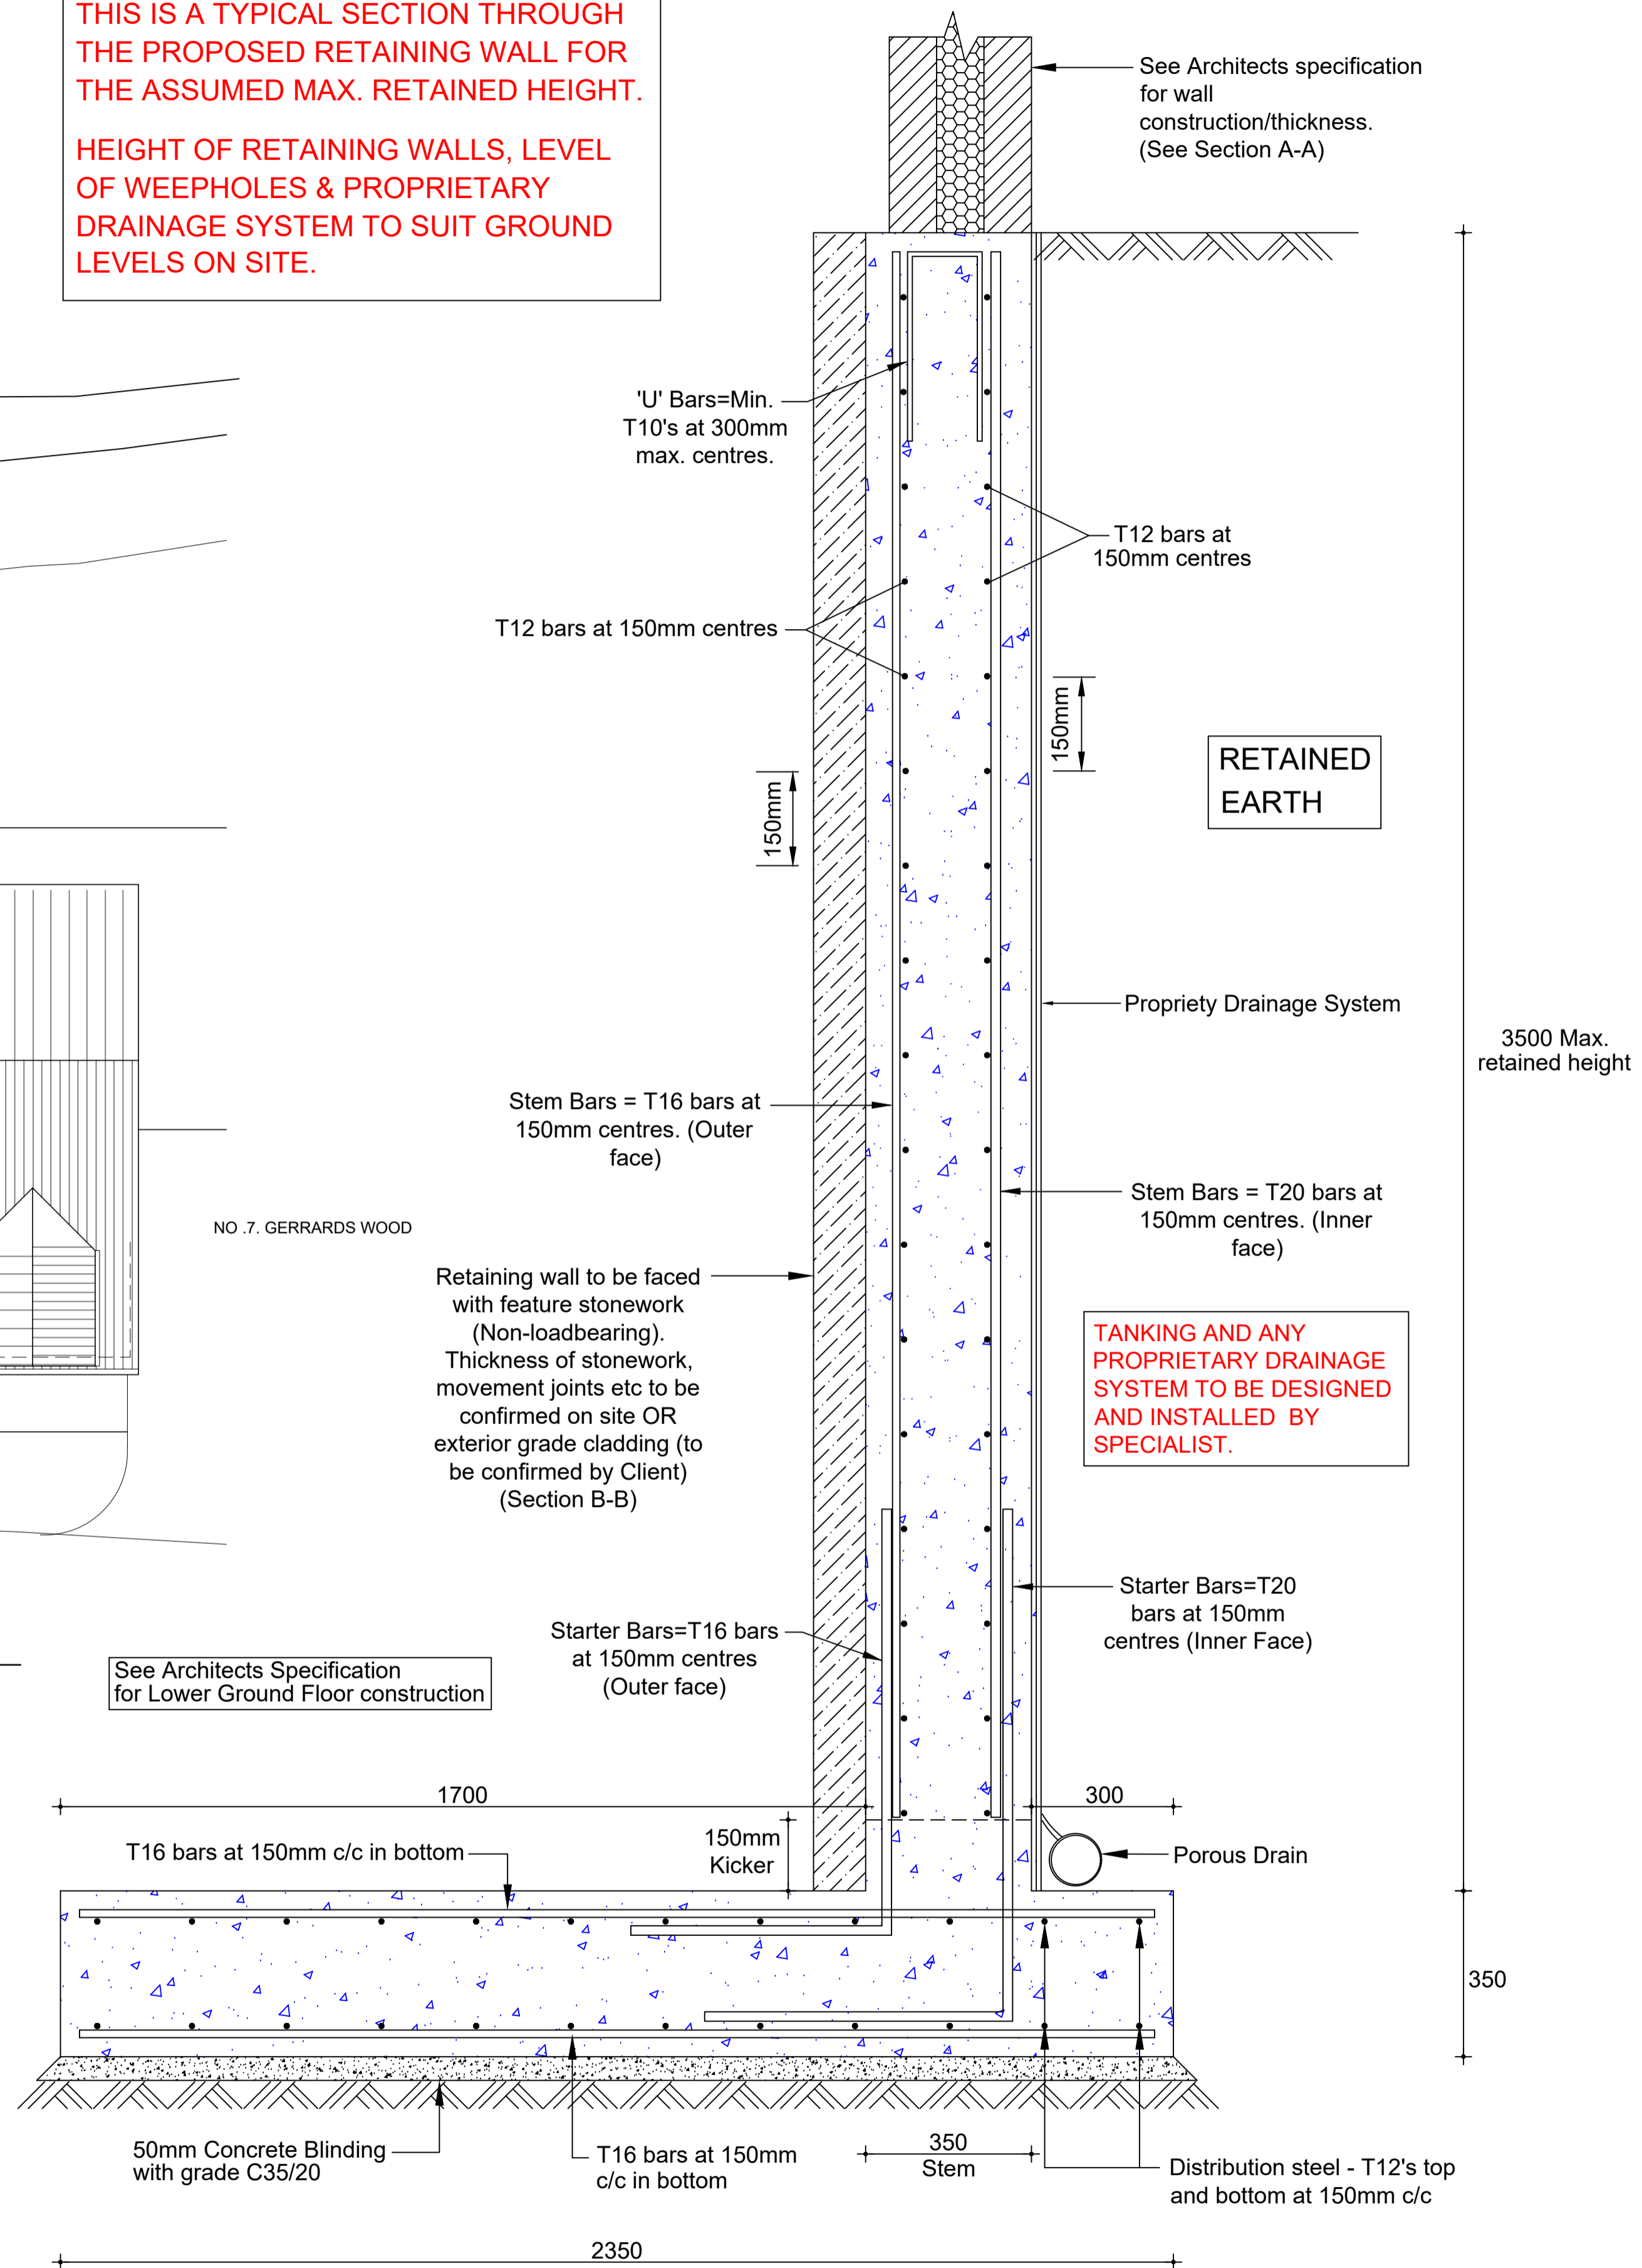 THIS IS A TYPICAL SECTION THROUGH
THE PROPOSED RETAINING WALL FOR
THE ASSUMED MAX. RETAINED HEIGHT.
HEIGHT OF RETAINING WALLS, LEVEL
OF WEEPHOLES & PROPRIETARY
DRAINAGE SYSTEM TO SUIT GROUND
LEVELS ON SITE.
See Architects specification
for wall
construction/thickness.
(See Section A-A)
'U' Bars=Min.
T10's at 300mm
max. centres.
T12 bars at
150mm centres
T12 bars at 150mm centres
150mm
150mm
RETAINED
EARTH
Propriety Drainage System
3500 Max.
retained height
Stem Bars = T16 bars at
150mm centres. (Outer
face)
Stem Bars = T20 bars at
150mm centres. (Inner
face)
NO .7. GERRARDS WOOD
Retaining wall to be faced
with feature stonework
(Non-loadbearing).
Thickness of stonework,
movement joints etc to be
confirmed on site OR
exterior grade cladding (to
be confirmed by Client)
(Section B-B)
TANKING AND ANY
PROPRIETARY DRAINAGE
SYSTEM TO BE DESIGNED
AND INSTALLED BY
SPECIALIST.
Starter Bars=T20
bars at 150mm
centres (Inner Face)
Starter Bars=T16 bars
at 150mm centres
(Outer face)
See Architects Specification
for Lower Ground Floor construction
1700
300
150mm
Kicker
T16 bars at 150mm c/c in bottom
Porous Drain
350
50mm Concrete Blinding
with grade C35/20
T16 bars at 150mm
c/c in bottom
350
Stem
Distribution steel - T12's top
and bottom at 150mm c/c
2350